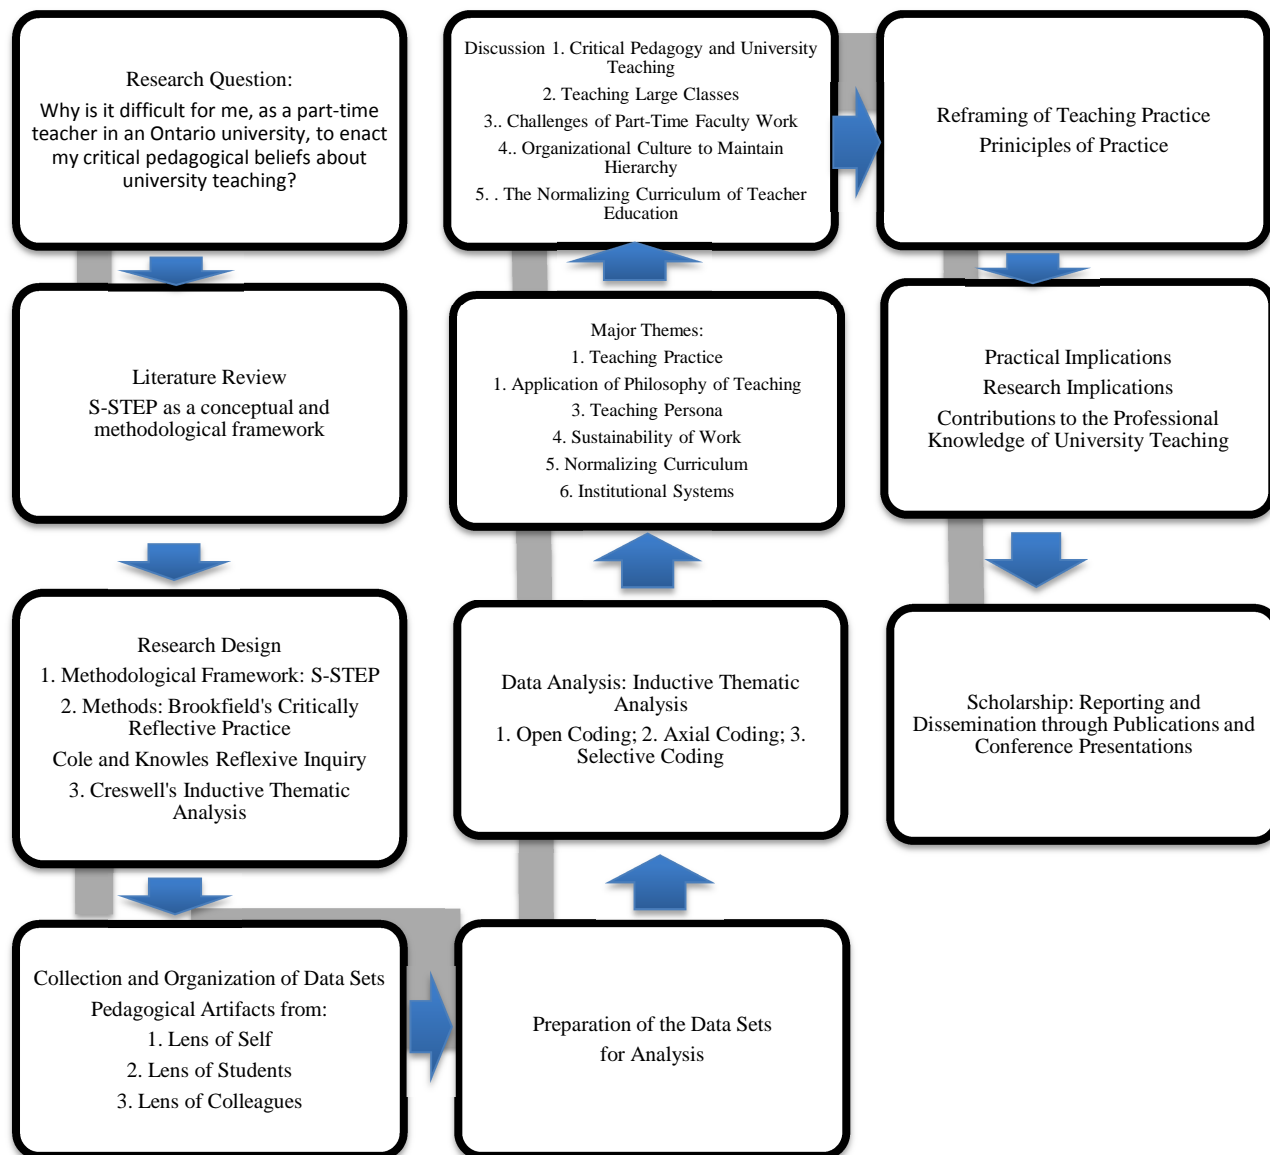 Research Question:
Why is it difficult for me, as a part-time
teacher in an Ontario university, to enact
my critical pedagogical beliefs about
university teaching?
Literature Review
S-STEP as a conceptual and
methodological framework
Research Design
1. Methodological Framework: S-STEP
2. Methods: Brookfield's Critically
Reflective Practice
Cole and Knowles Reflexive Inquiry
3. Creswell's Inductive Thematic
Analysis
Collection and Organization of Data Sets
Pedagogical Artifacts from:
1. Lens of Self
2. Lens of Students
3. Lens of Colleagues
Preparation of the Data Sets
for Analysis
Data Analysis: Inductive Thematic
Analysis
1. Open Coding; 2. Axial Coding; 3.
Selective Coding
Major Themes:
1. Teaching Practice
1. Application of Philosophy of Teaching
3. Teaching Persona
4. Sustainability of Work
5. Normalizing Curriculum
6. Institutional Systems
Discussion 1. Critical Pedagogy and University
Teaching
2. Teaching Large Classes
3.. Challenges of Part-Time Faculty Work
4.. Organizational Culture to Maintain
Hierarchy
5. . The Normalizing Curriculum of Teacher
Education
Reframing of Teaching Practice
Priniciples of Practice
Practical Implications
Research Implications
Contributions to the Professional
Knowledge of University Teaching
Scholarship: Reporting and
Dissemination through Publications and
Conference Presentations